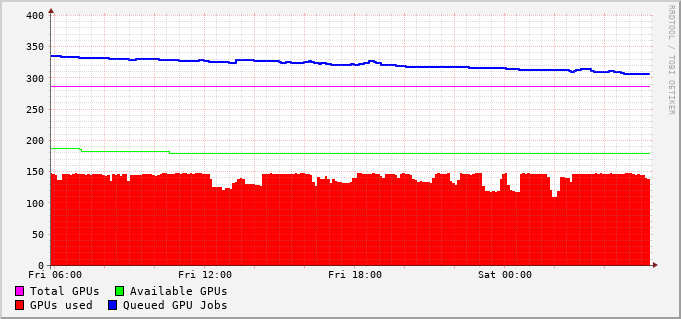 400
350
300
250
200
150
100
50
0
Fri 06:00 Fri 12:00 Fri 18:00 Sat 00:00
Total GPUs Available GPUs
GPUs used Queued GPU Jobs
RRDTOOL / TOBI OETIKER